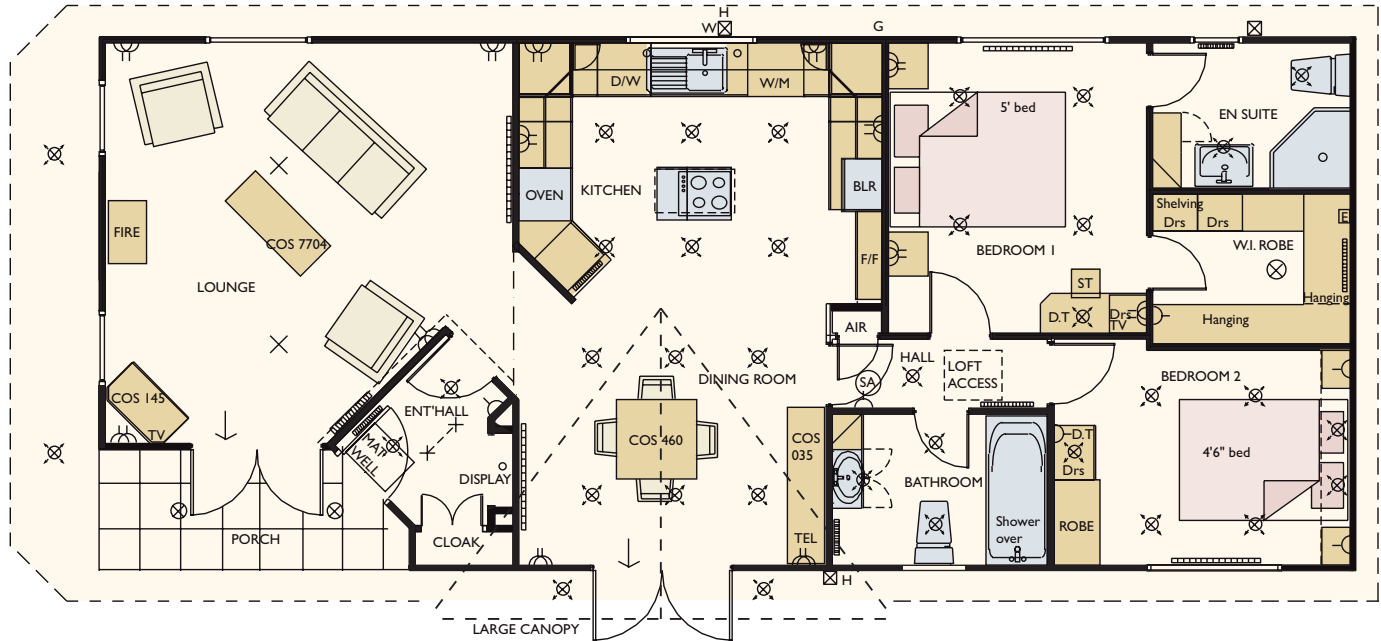 H
W
G
D/W
W/M
5' bed
EN SUITE
OVEN
KITCHEN
BLR
Shelving
Drs
Drs
E
FIRE
COS 7704
LOUNGE
F/F
BEDROOM 1
W.I. ROBE
ST
Hanging
D.T
Drs
TV
Hanging
AIR
HALL
LOFT
ACCESS
SA
DINING ROOM
BEDROOM 2
COS 145
TV
ENT'HALL
MAT
WELL
COS 460
COS
035
D.T
Drs
4'6" bed
DISPLAY
BATHROOM
PORCH
CLOAK
TEL
Shower
over
ROBE
H
LARGE CANOPY